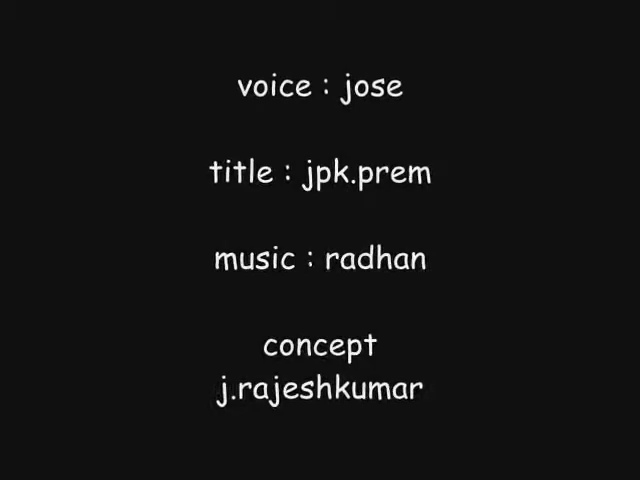 voice : jose
title : jpk.prem
music : radhan
concept
j.rajeshkumar